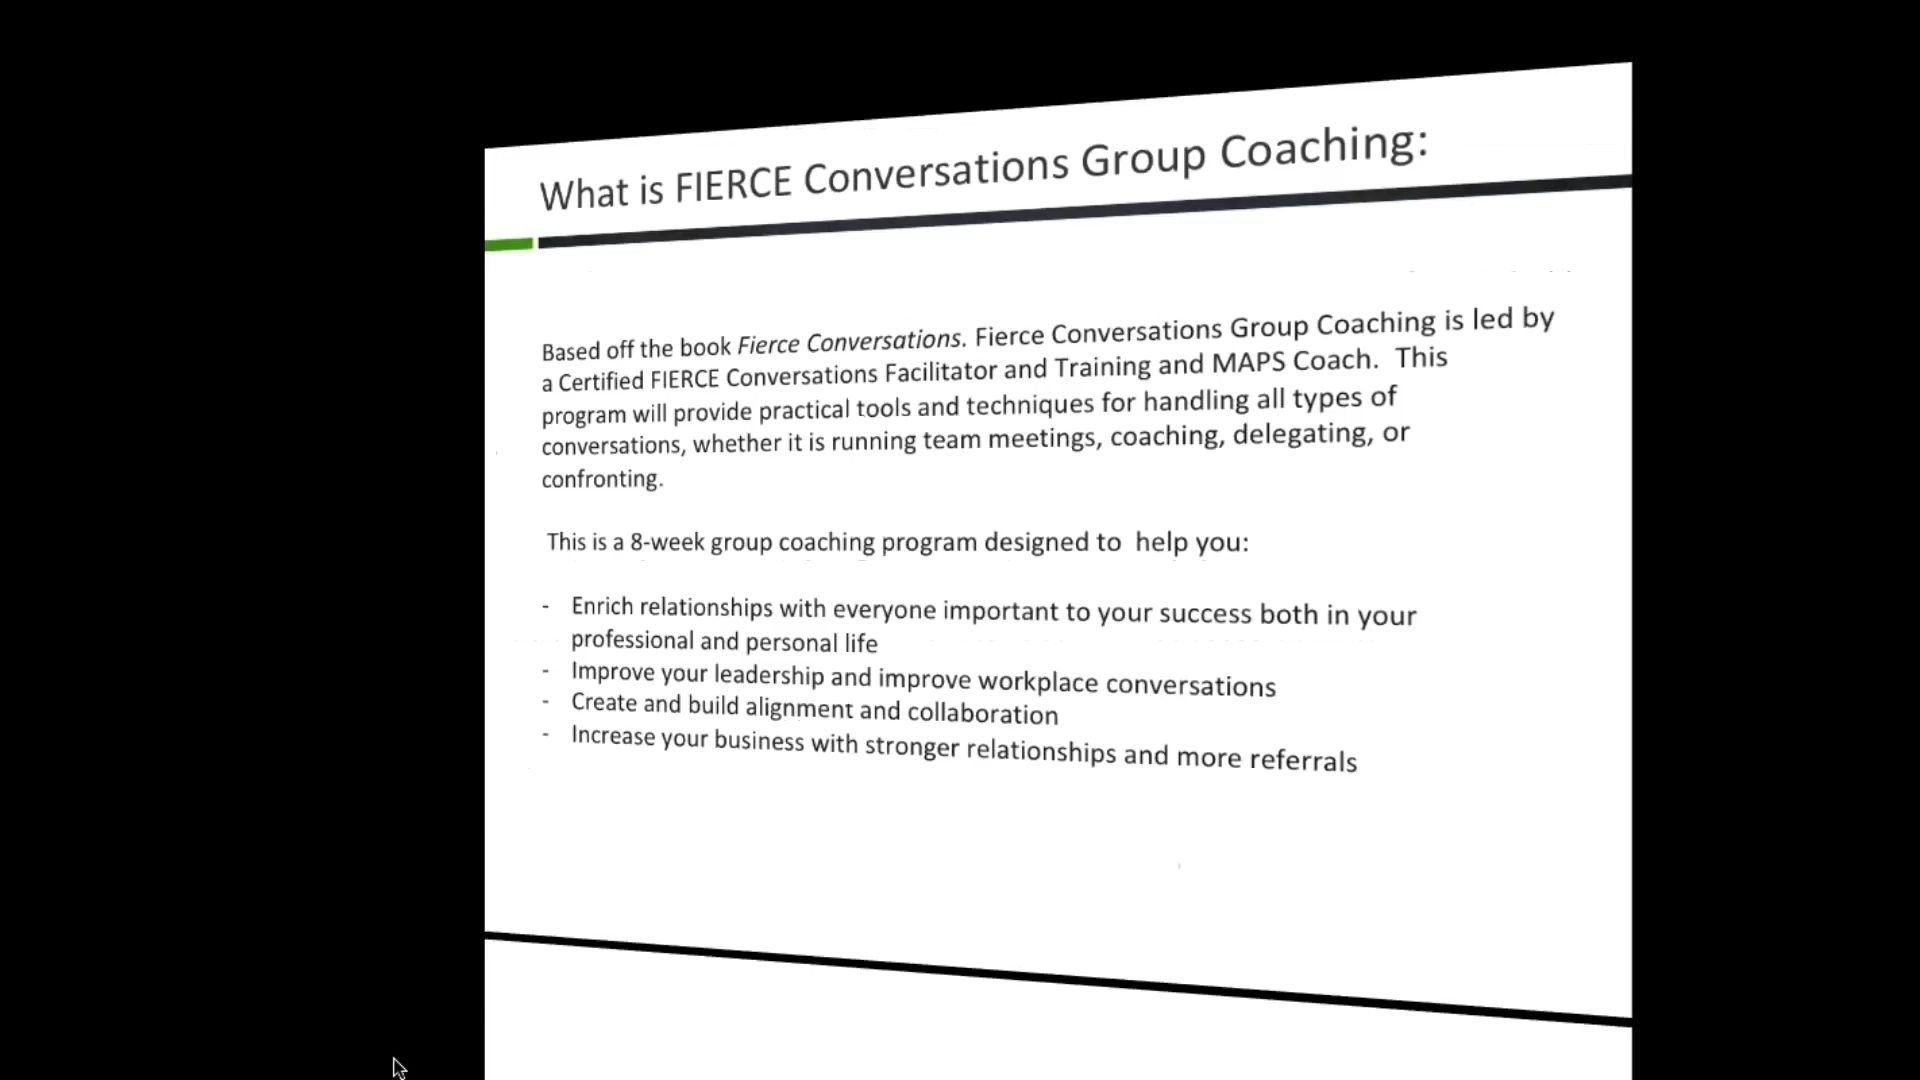 What is FIERCE Conversations Group Coaching:
Based off the book Fierce Conversations. Fierce Conversations Group Coaching is led by
a Certified FIERCE Conversations Facilitator and Training and MAPS Coach.  This
program will provide practical tools and techniques for handling all types of
conversations, whether it is running team meetings, coaching, delegating, or
confronting.
This is a 8-week group coaching program designed to  help you:
- Enrich relationships with everyone important to your success both in your
professional and personal life
- Improve your leadership and improve workplace conversations
- Create and build alignment and collaboration
- Increase your business with stronger relationships and more referrals